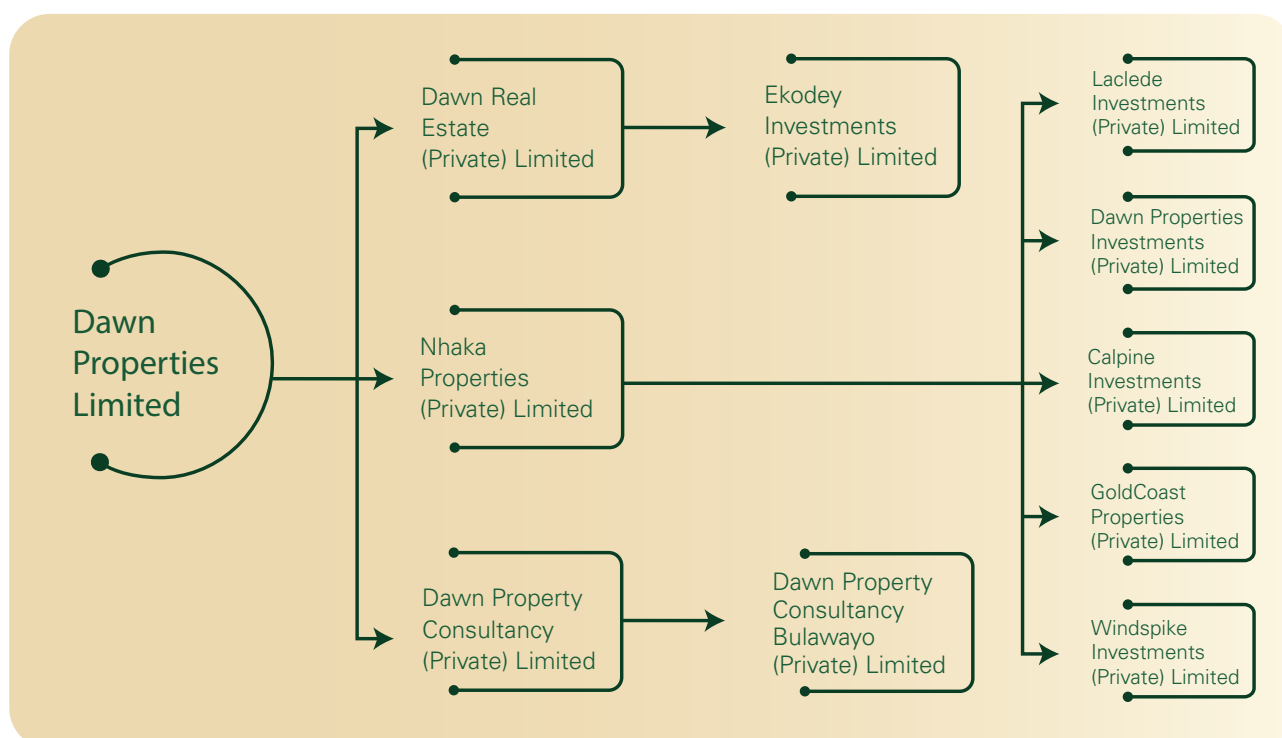 Dawn
Properties
Limited
Dawn Real
Estate
(Private) Limited
Ekodey
Investments
(Private) Limited
Nhaka
Properties
(Private) Limited
Dawn Property
Consultancy
(Private) Limited
Dawn Property
Consultancy
Bulawayo
(Private) Limited
Laclede
Investments
(Private) Limited
Dawn Properties
Investments
(Private) Limited
Calpine
Investments
(Private) Limited
GoldCoast
Properties
(Private) Limited
Windspike
Investments
(Private) Limited